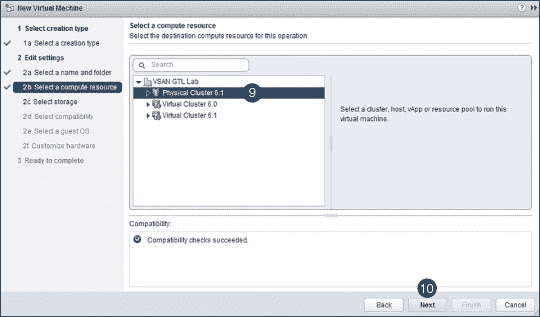 New Virtual Machine
1 Select creation type
1a Select a creation type
2 Edit settings
2a Select a name and folder
2b Select a compute resource
2c Select storage
2d Select compatibility
2e Select a guest OS
2f Customize hardware
3 Ready to complete
Select a compute resource
Select the destination compute resource for this operation
Search
VSAN GTL Lab
Physical Cluster 6.1
9
Virtual Cluster 6.0
Virtual Cluster 6.1
Select a cluster, host, vApp or resource pool to run this
virtual machine.
Compatibility:
Compatibility checks succeeded.
10
Back
Next
Finish
Cancel